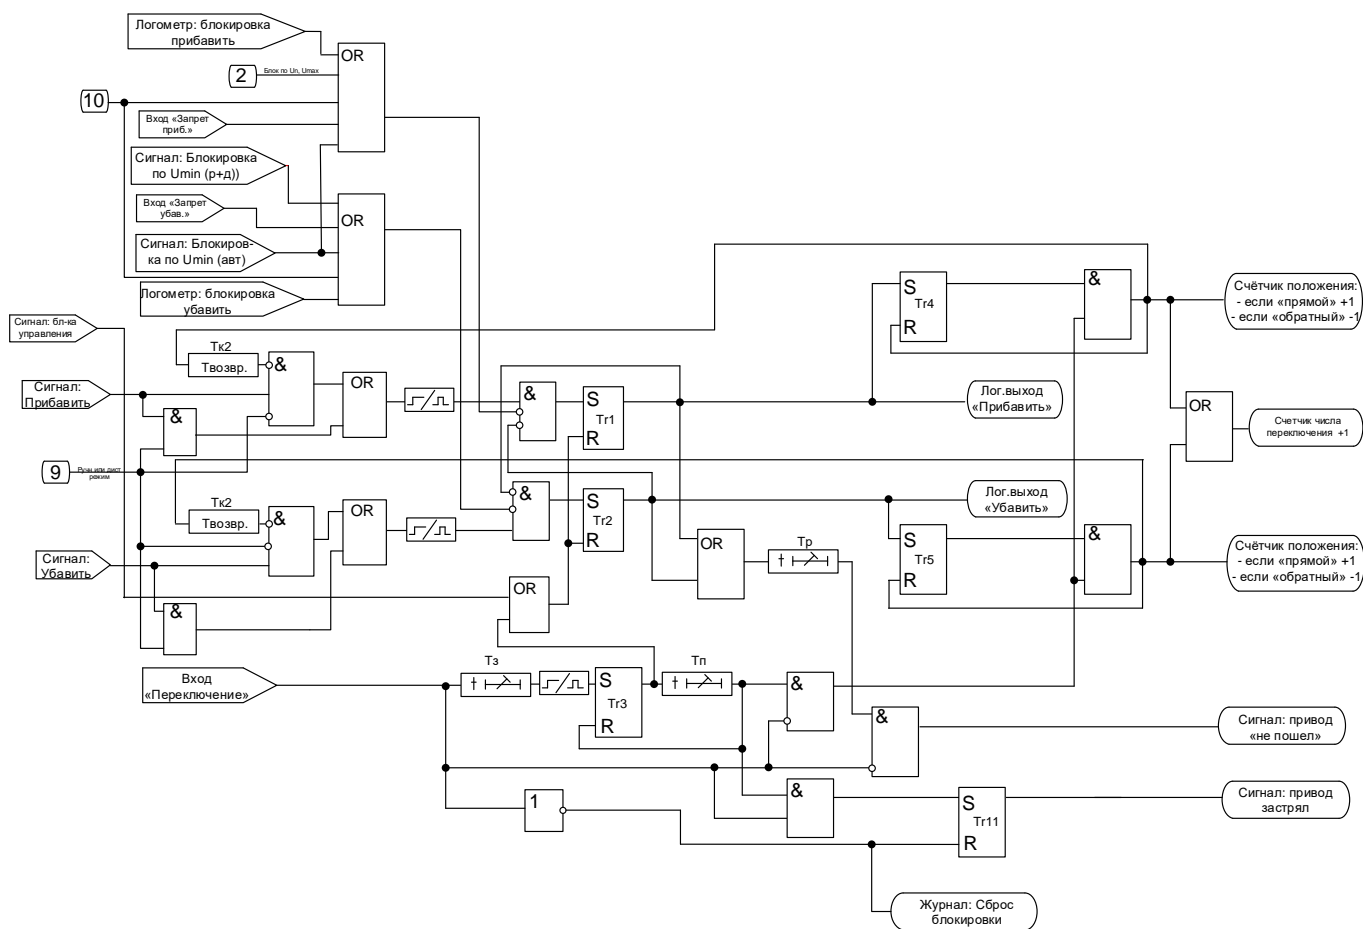 Логометр: блокировка
прибавить
OR
2
Блок по Un, Umax
10
Вход «Запрет
приб.»
Сигнал: Блокировка
по Umin (р+д))
Вход «Запрет
убав.»
OR
Сигнал: Блокиров-
ка по Umin (авт)
Логометр: блокировка
убавить
Сигнал: бл-ка
управления
Тк2
Твозвр.
&
Сигнал:
Прибавить
&
OR
&
S
Tr1
R
9
Ручн или дист
режим
Тк2
Твозвр.
&
OR
&
S
Tr2
R
Сигнал:
Убавить
&
OR
OR
Тр
S
Tr4
R
&
Счётчик положения:
- если «прямой» +1
- если «обратный» -1
Лог.выход
«Прибавить»
OR
Счетчик числа
переключения +1
Лог.выход
«Убавить»
S
Tr5
R
&
Счётчик положения:
- если «прямой» +1
- если «обратный» -1
Вход
«Переключение»
Тз
S
Tr3
R
Тп
&
&
Сигнал: привод
«не пошел»
1
&
S
Tr11
R
Сигнал: привод
застрял
Журнал: Сброс
блокировки